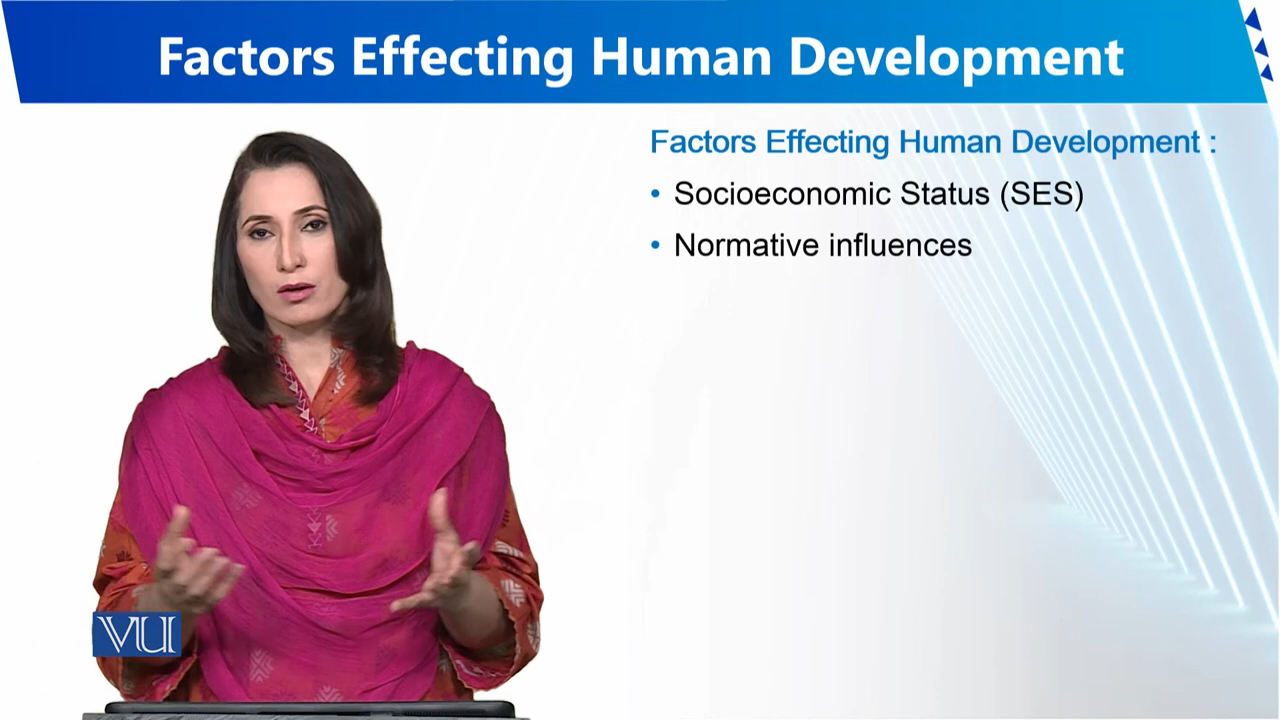 Factors Effecting Human Development
Factors Effecting Human Development :
• Socioeconomic Status (SES)
• Normative influences
VU